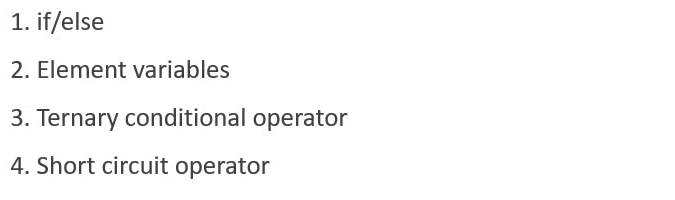 1. if/else
2. Element variables
3. Ternary conditional operator
4. Short circuit operator